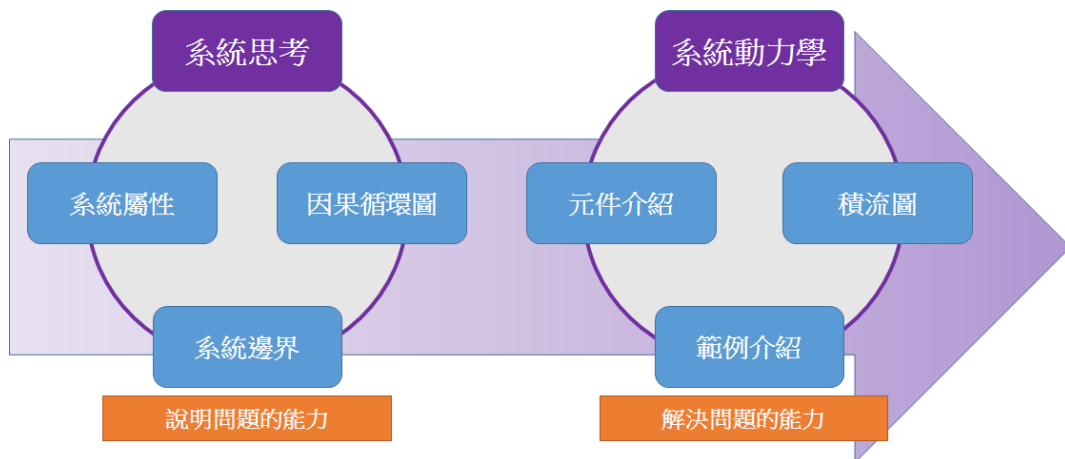 系統思考
系統屬性
因果循環圖
系統邊界
說明問題的能力
系統動力學
元件介紹
積流圖
範例介紹
解決問題的能力